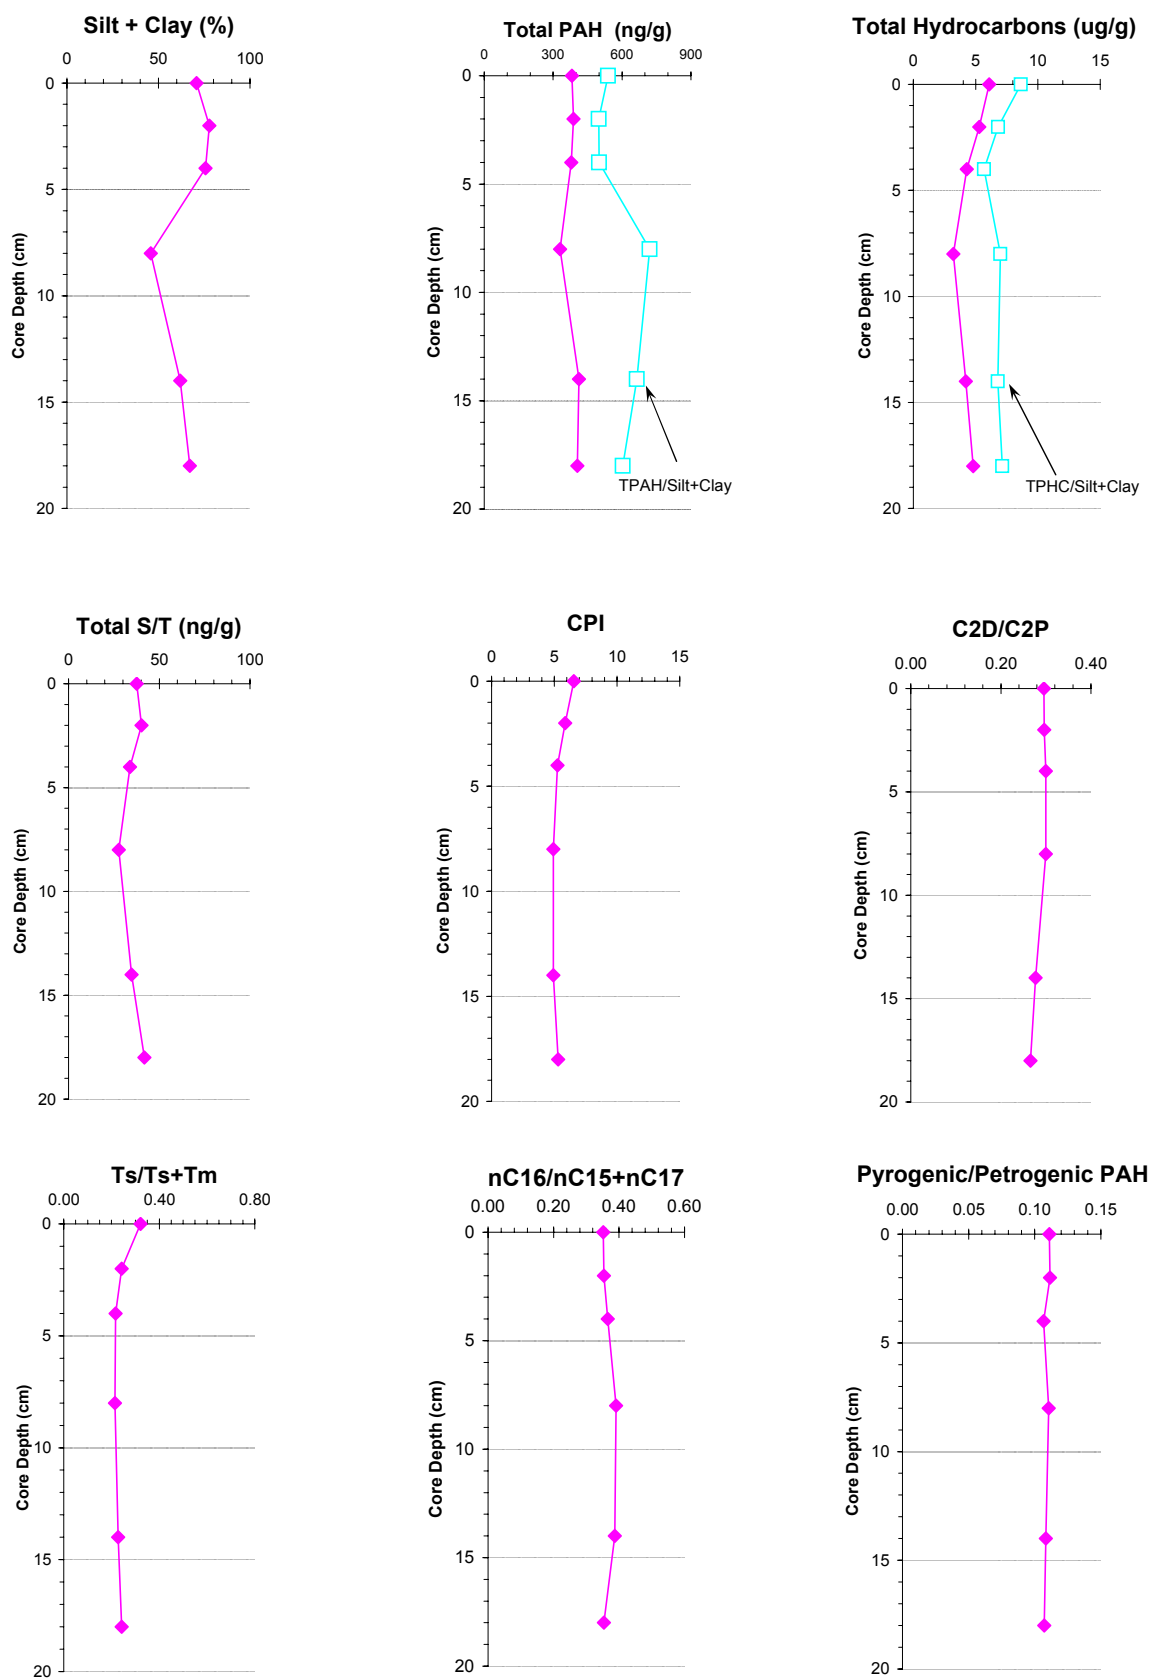 Silt + Clay (%)
0 50 100
0
5
10
15
20
Core Depth (cm)
Total PAH (ng/g)
0 300 600 900
0
5
10
15
20
Core Depth (cm)
TPAH/Silt+Clay
Total Hydrocarbons (ug/g)
0 5 10 15
0
5
10
15
20
Core Depth (cm)
TPHC/Silt+Clay
Total S/T (ng/g)
0 50 100
0
5
10
15
20
Core Depth (cm)
CPI
0 5 10 15
0
5
10
15
20
Core Depth (cm)
C2D/C2P
0.00 0.20 0.40
0
5
10
15
20
Core Depth (cm)
Ts/Ts+Tm
0.00 0.40 0.80
0
5
10
15
20
Core Depth (cm)
nC16/nC15+nC17
0.00 0.20 0.40 0.60
0
5
10
15
20
Core Depth (cm)
Pyrogenic/Petrogenic PAH
0.00 0.05 0.10 0.15
0
5
10
15
20
Core Depth (cm)